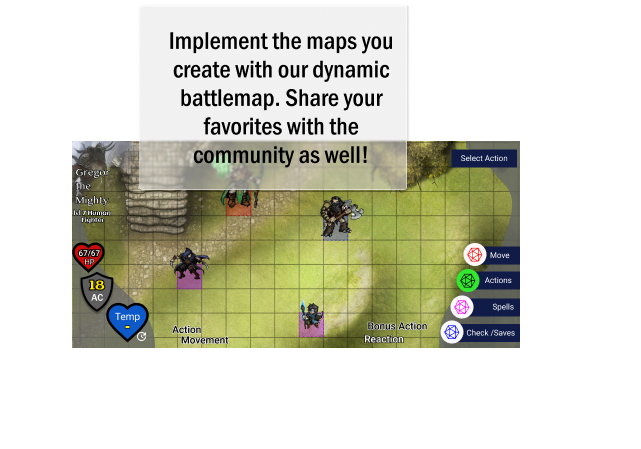 Implement the maps you
create with our dynamic
battlemap. Share your
favorites with the
community as well!
Select Action
Gregor
the
Mighty
lvl 7 Human
Fighter
67/67
HP
18
AC
Temp
-
Move
Actions
Spells
Check /Saves
Action
Movement
Bonus Action
Reaction